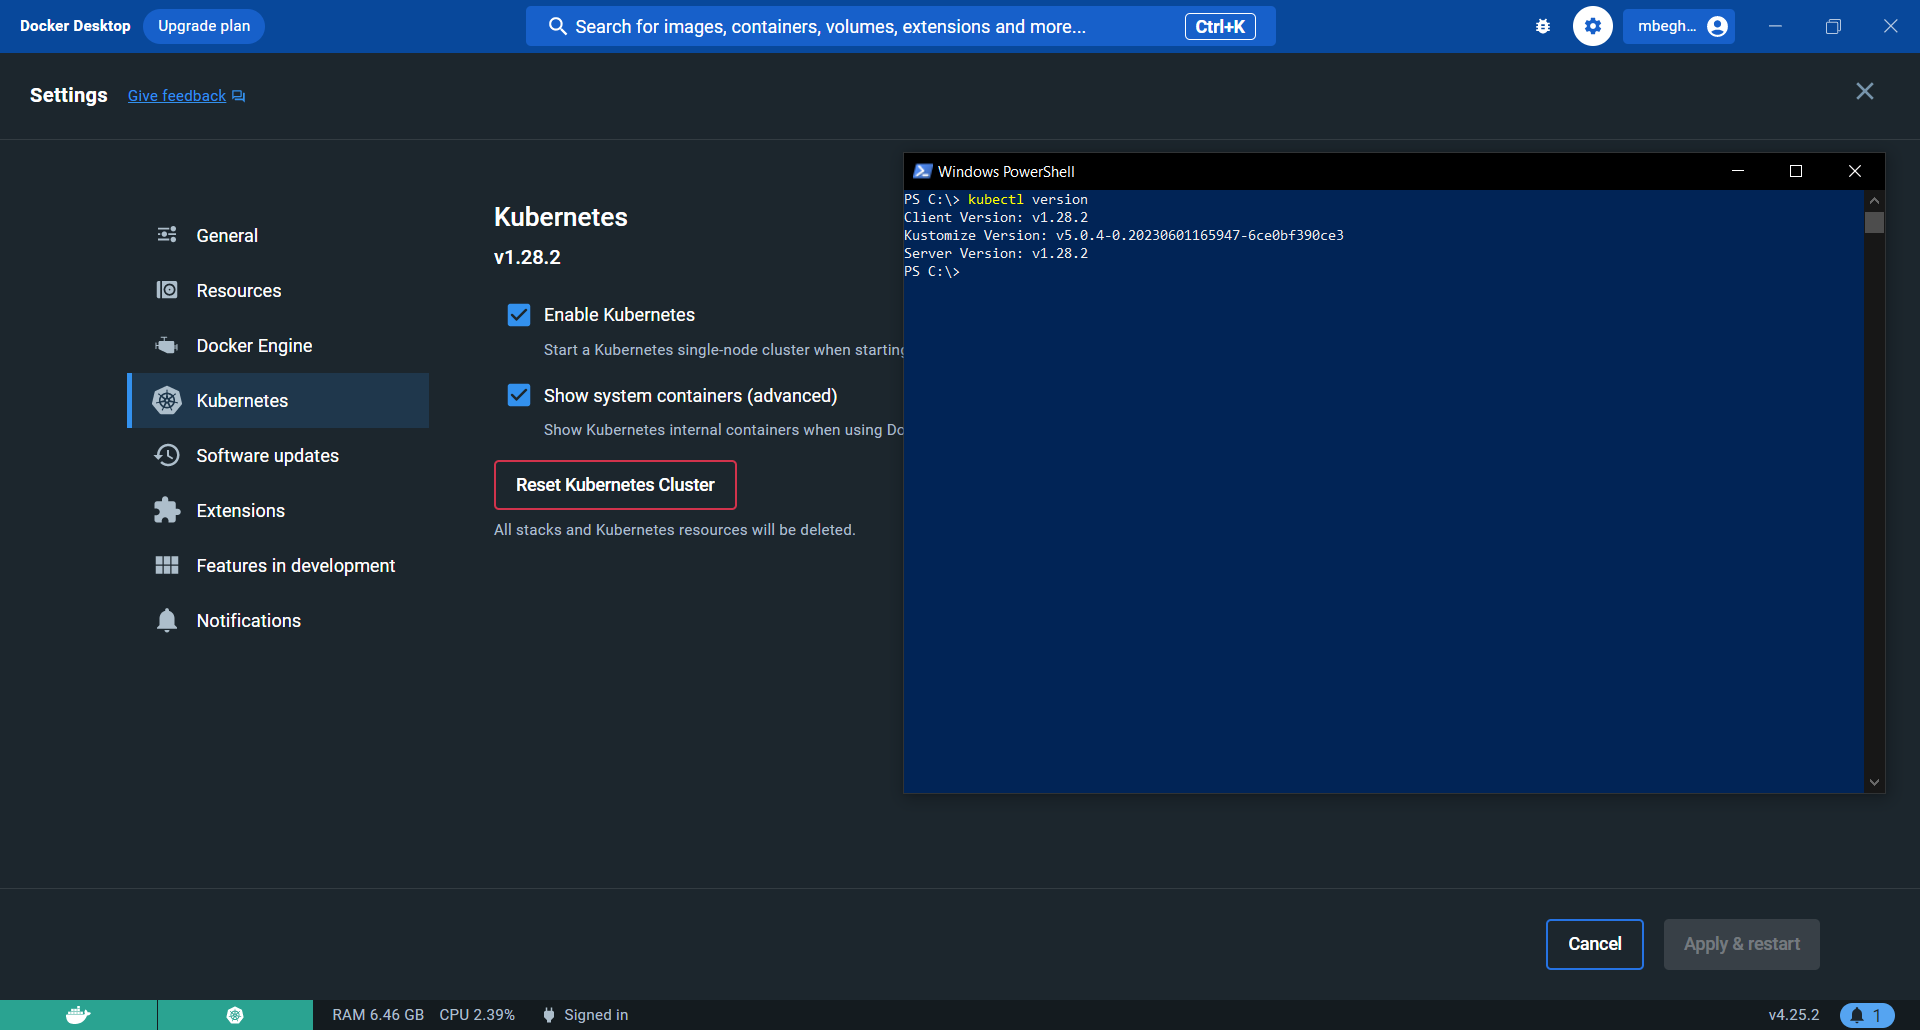 Docker Desktop
Upgrade plan
Search for images, containers, volumes, extensions and more...
Ctrl+K
mbegh...
Settings
Give feedback
General
Resources
Docker Engine
Kubernetes
Software updates
Extensions
Features in development
Notifications
Kubernetes
v1.28.2
Enable Kubernetes
Start a Kubernetes single-node cluster when starting
Show system containers (advanced)
Show Kubernetes internal containers when using Do
Reset Kubernetes Cluster
All stacks and Kubernetes resources will be deleted.
Windows PowerShell
PS C:\> kubectl version
Client Version: v1.28.2
Kustomize Version: v5.0.4-0.20230601165947-6ce0bf390ce3
Server Version: v1.28.2
PS C:\>
Cancel
Apply & restart
RAM 6.46 GB
CPU 2.39%
Signed in
v4.25.2
1